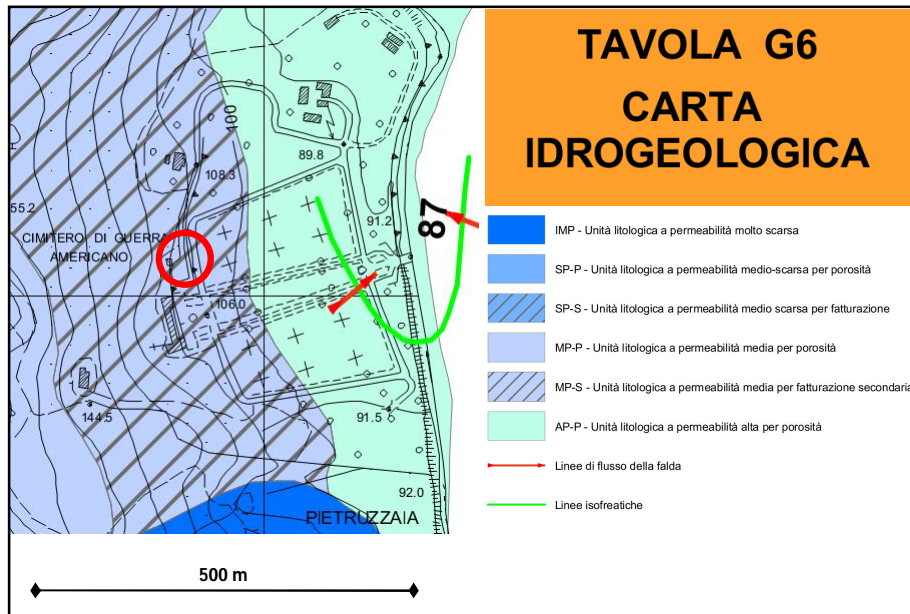 TAVOLA G6
CARTA
IDROGEOLOGICA
100
89.8
108.3
91.2
87
55.2
CIMITERO DI GUERRA
AMERICANO
106.0
144.5
91.5
92.0
PIETRUZZAIA
IMP - Unità litologica a permeabilità molto scarsa
SP-P - Unità litologica a permeabilità medio-scarsa per porosità
SP-S - Unità litologica a permeabilità medio scarsa per fatturazione
MP-P - Unità litologica a permeabilità media per porosità
MP-S - Unità litologica a permeabilità media per fatturazione secondaria
AP-P - Unità litologica a permeabilità alta per porosità
Linee di flusso della falda
Linee isofreatiche
500 m